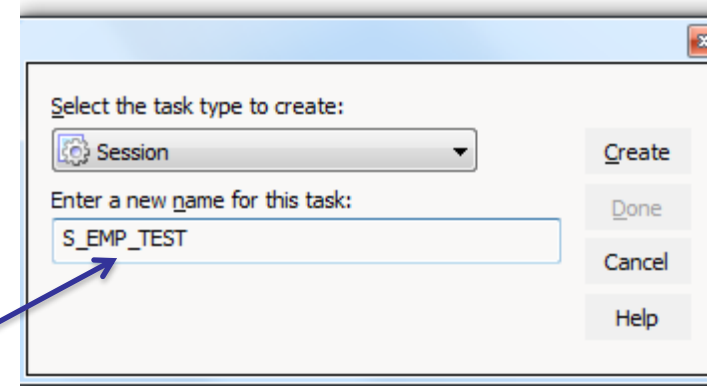 Select the task type to create:
Session
Create
Enter a new name for this task:
Done
S_EMP_TEST
Cancel
Help